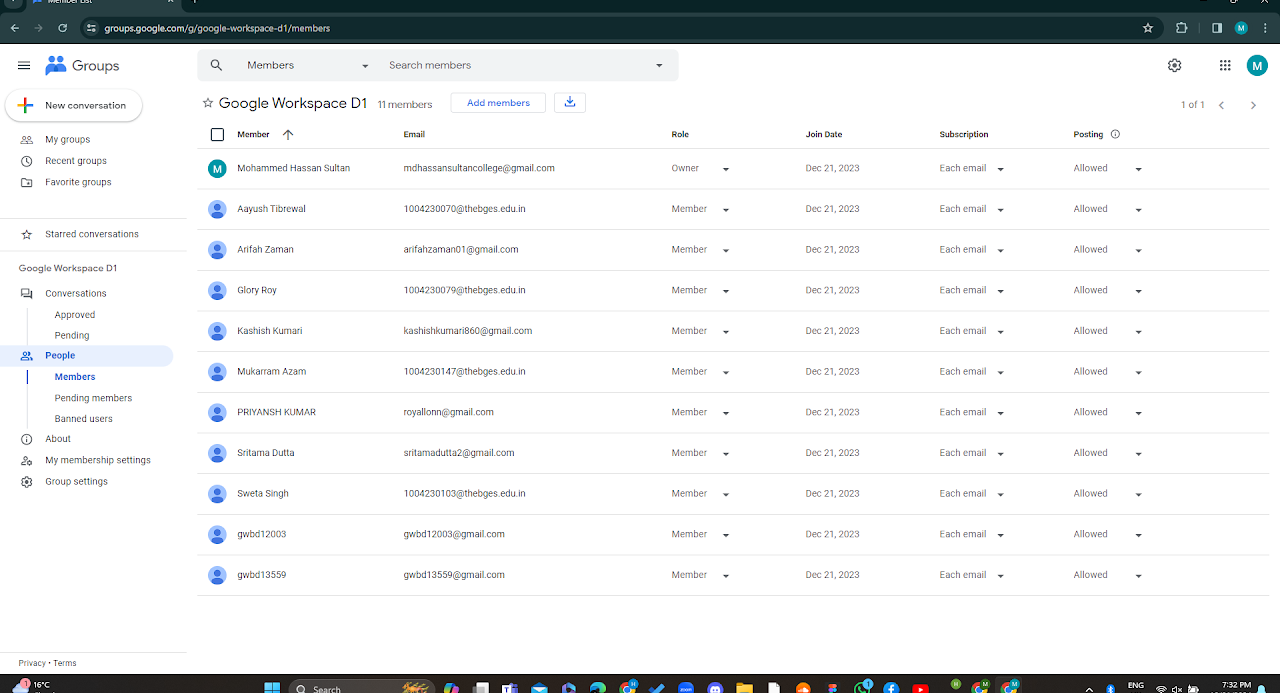 Member List
groups.google.com/g/google-workspace-d1/members
M
Groups
Members
Search members
M
New conversation
Google Workspace D1 11 members Add members
1 of 1
My groups
Recent groups
Favorite groups
Starred conversations
Google Workspace D1
Conversations
Approved
Pending
People
Members
Pending members
Banned users
About
My membership settings
Group settings
Member Email Role Join Date Subscription Posting
M Mohammed Hassan Sultan mdhassansultancollege@gmail.com Owner Dec 21, 2023 Each email Allowed
Aayush Tibrewal 1004230070@thebges.edu.in Member Dec 21, 2023 Each email Allowed
Arifah Zaman arifahzaman01@gmail.com Member Dec 21, 2023 Each email Allowed
Glory Roy 1004230079@thebges.edu.in Member Dec 21, 2023 Each email Allowed
Kashish Kumari kashishkumari860@gmail.com Member Dec 21, 2023 Each email Allowed
Mukarram Azam 1004230147@thebges.edu.in Member Dec 21, 2023 Each email Allowed
PRIYANSH KUMAR royallonn@gmail.com Member Dec 21, 2023 Each email Allowed
Sritama Dutta sritamadutta2@gmail.com Member Dec 21, 2023 Each email Allowed
Sweta Singh 1004230103@thebges.edu.in Member Dec 21, 2023 Each email Allowed
gwbd12003 gwbd12003@gmail.com Member Dec 21, 2023 Each email Allowed
gwbd13559 gwbd13559@gmail.com Member Dec 21, 2023 Each email Allowed
Privacy • Terms
1 16°C
Search
zoom
ENG
7:32 PM